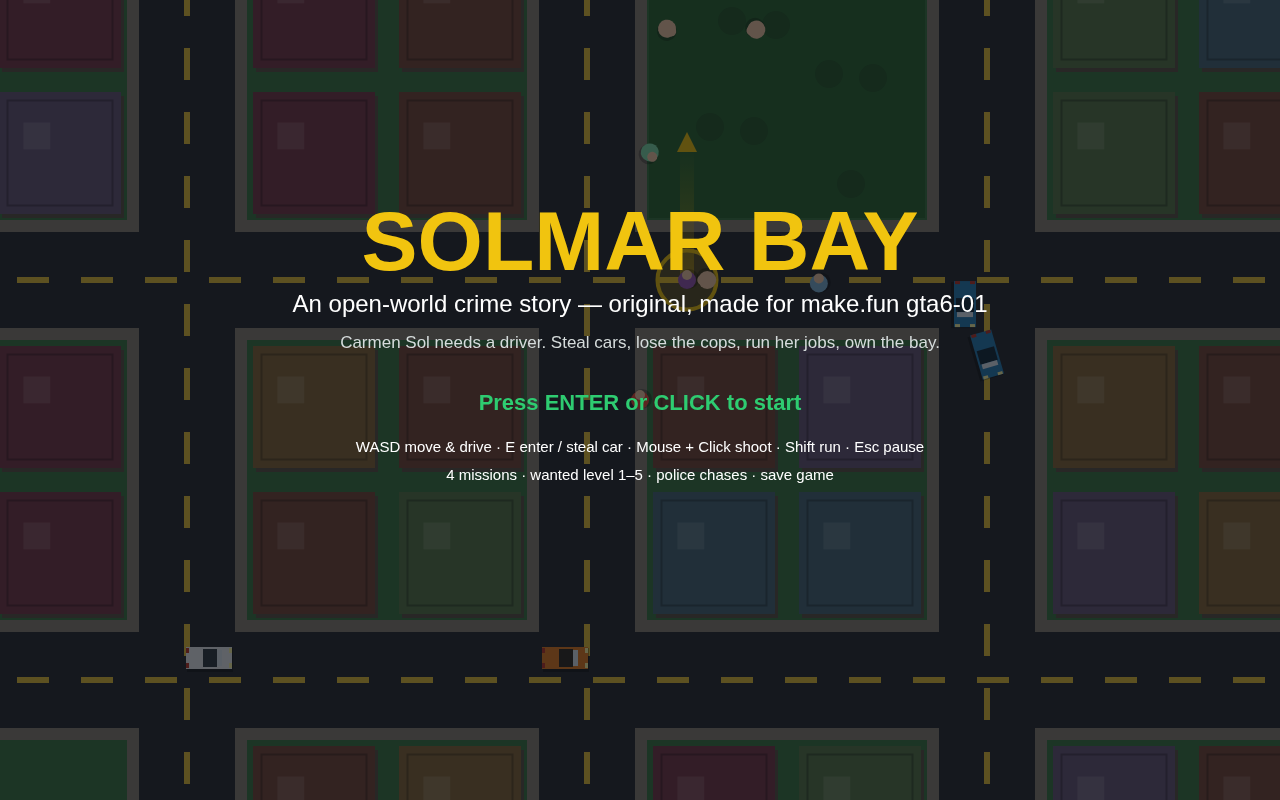 SOLMAR BAY
An open-world crime story — original, made for make.fun gta6-01
Carmen Sol needs a driver. Steal cars, lose the cops, run her jobs, own the bay.
Press ENTER or CLICK to start
WASD move & drive · E enter / steal car · Mouse + Click shoot · Shift run · Esc pause
4 missions · wanted level 1–5 · police chases · save game